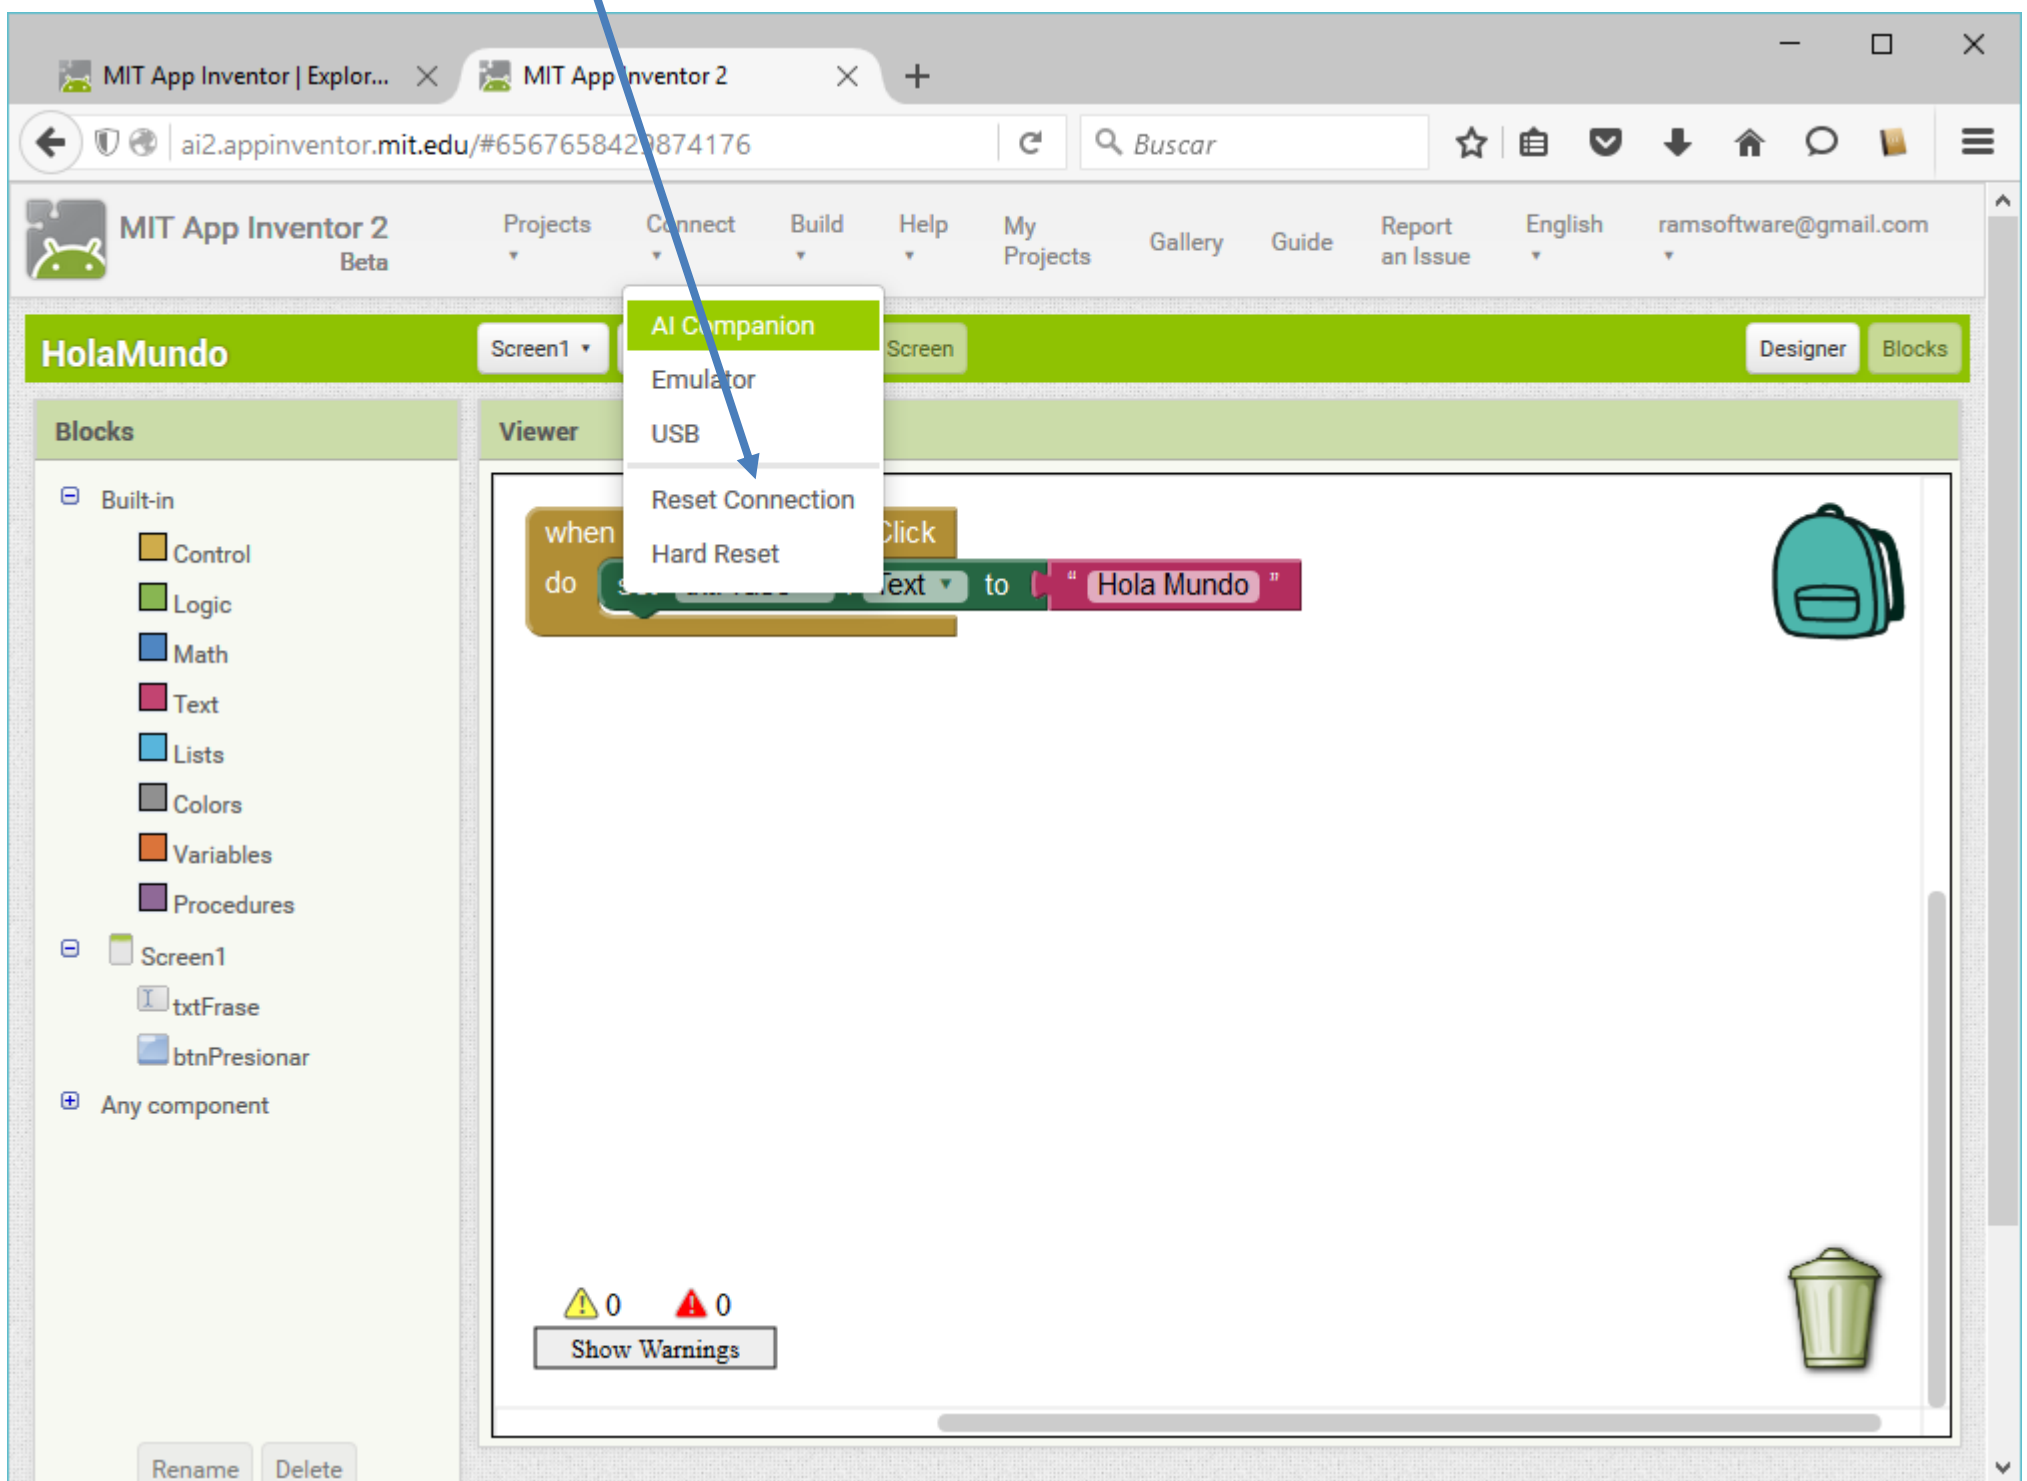 MIT App Inventor | Explor...
MIT App Inventor 2
ai2.appinventor.mit.edu/#6567658429874176
Buscar
MIT App Inventor 2
Beta
Projects
Connect
Build
Help
My Projects
Gallery
Guide
Report an Issue
English
ramsoftware@gmail.com
HolaMundo
Screen1
Screen
Designer
Blocks
AI Companion
Emulator
USB
Reset Connection
Hard Reset
Blocks
Built-in
Control
Logic
Math
Text
Lists
Colors
Variables
Procedures
Screen1
txtFrase
btnPresionar
Any component
Rename
Delete
Viewer
when Click
do Text to " Hola Mundo "
0 0
Show Warnings